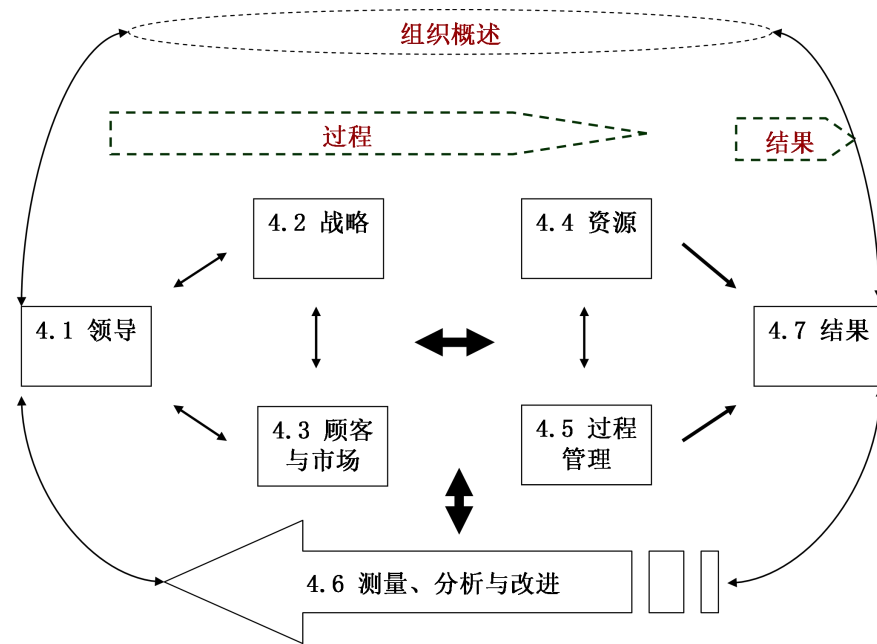 组织概述
过程
结果
4.2 战略
4.4 资源
4.1 领导
4.7 结果
4.3 顾客
与市场
4.5 过程
管理
4.6 测量、分析与改进